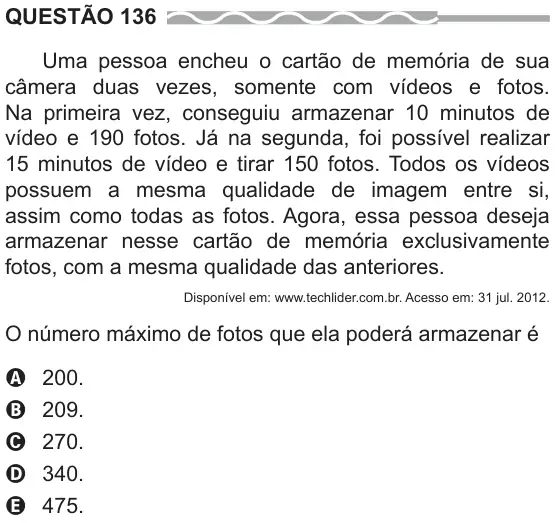 QUESTÃO 136
Uma pessoa encheu o cartão de memória de sua
câmera duas vezes, somente com vídeos e fotos.
Na primeira vez, conseguiu armazenar 10 minutos de
vídeo e 190 fotos. Já na segunda, foi possível realizar
15 minutos de vídeo e tirar 150 fotos. Todos os vídeos
possuem a mesma qualidade de imagem entre si,
assim como todas as fotos. Agora, essa pessoa deseja
armazenar nesse cartão de memória exclusivamente
fotos, com a mesma qualidade das anteriores.
Disponível em: www.techlider.com.br. Acesso em: 31 jul. 2012.
O número máximo de fotos que ela poderá armazenar é
A 200.
B 209.
C 270.
D 340.
E 475.